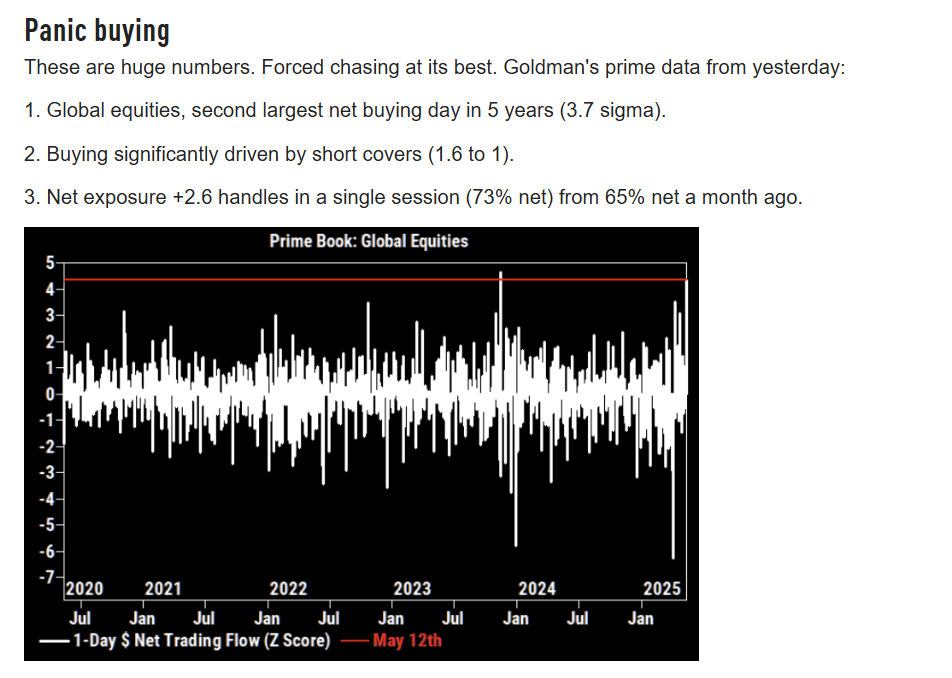 Panic buying
These are huge numbers. Forced chasing at its best. Goldman's prime data from yesterday:
1. Global equities, second largest net buying day in 5 years (3.7 sigma).
2. Buying significantly driven by short covers (1.6 to 1).
3. Net exposure +2.6 handles in a single session (73% net) from 65% net a month ago.
Prime Book: Global Equities
5
4
3
2
1
0
-1
-2
-3
-4
-5
-6
-7
2020 2021 2022 2023 2024 2025
Jul Jan Jul Jan Jul Jan Jul Jan Jul Jan
1-Day $ Net Trading Flow (Z Score) May 12th